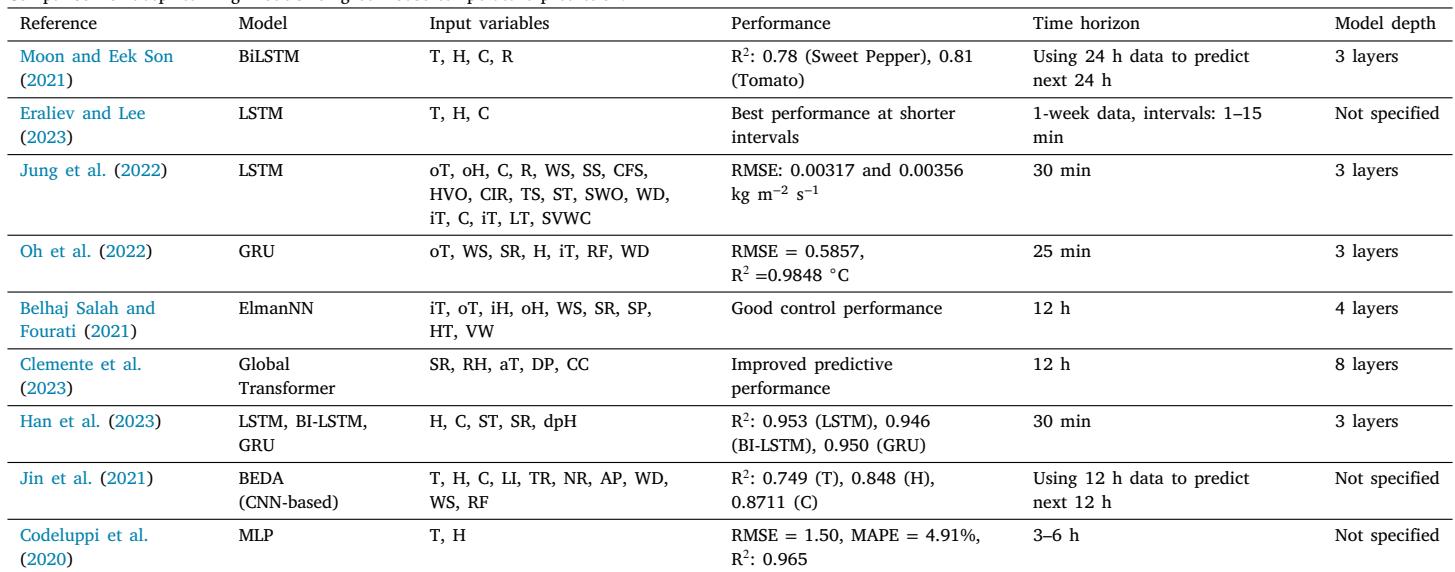 Reference Model Input variables Performance Time horizon Model depth
Moon and Eek Son BiLSTM T, H, C, R R²: 0.78 (Sweet Pepper), 0.81 Using 24 h data to predict 3 layers
(2021) (Tomato) next 24 h
Eraliev and Lee LSTM T, H, C Best performance at shorter 1-week data, intervals: 1–15 Not specified
(2023) intervals min
Jung et al. (2022) LSTM oT, oH, C, R, WS, SS, CFS, RMSE: 0.00317 and 0.00356 30 min 3 layers
HVO, CIR, TS, ST, SWO, WD, kg m⁻² s⁻¹
iT, C, iT, LT, SVWC
Oh et al. (2022) GRU oT, WS, SR, H, iT, RF, WD RMSE = 0.5857, 25 min 3 layers
R² =0.9848 °C
Belhaj Salah and ElmanNN iT, oT, iH, oH, WS, SR, SP, Good control performance 12 h 4 layers
Fourati (2021) HT, VW
Clemente et al. Global SR, RH, aT, DP, CC Improved predictive 12 h 8 layers
(2023) Transformer performance
Han et al. (2023) LSTM, BI-LSTM, H, C, ST, SR, dpH R²: 0.953 (LSTM), 0.946 30 min 3 layers
GRU (BI-LSTM), 0.950 (GRU)
Jin et al. (2021) BEDA T, H, C, LI, TR, NR, AP, WD, R²: 0.749 (T), 0.848 (H), Using 12 h data to predict Not specified
(CNN-based) WS, RF 0.8711 (C) next 12 h
Codeluppi et al. MLP T, H RMSE = 1.50, MAPE = 4.91%, 3–6 h Not specified
(2020) R²: 0.965